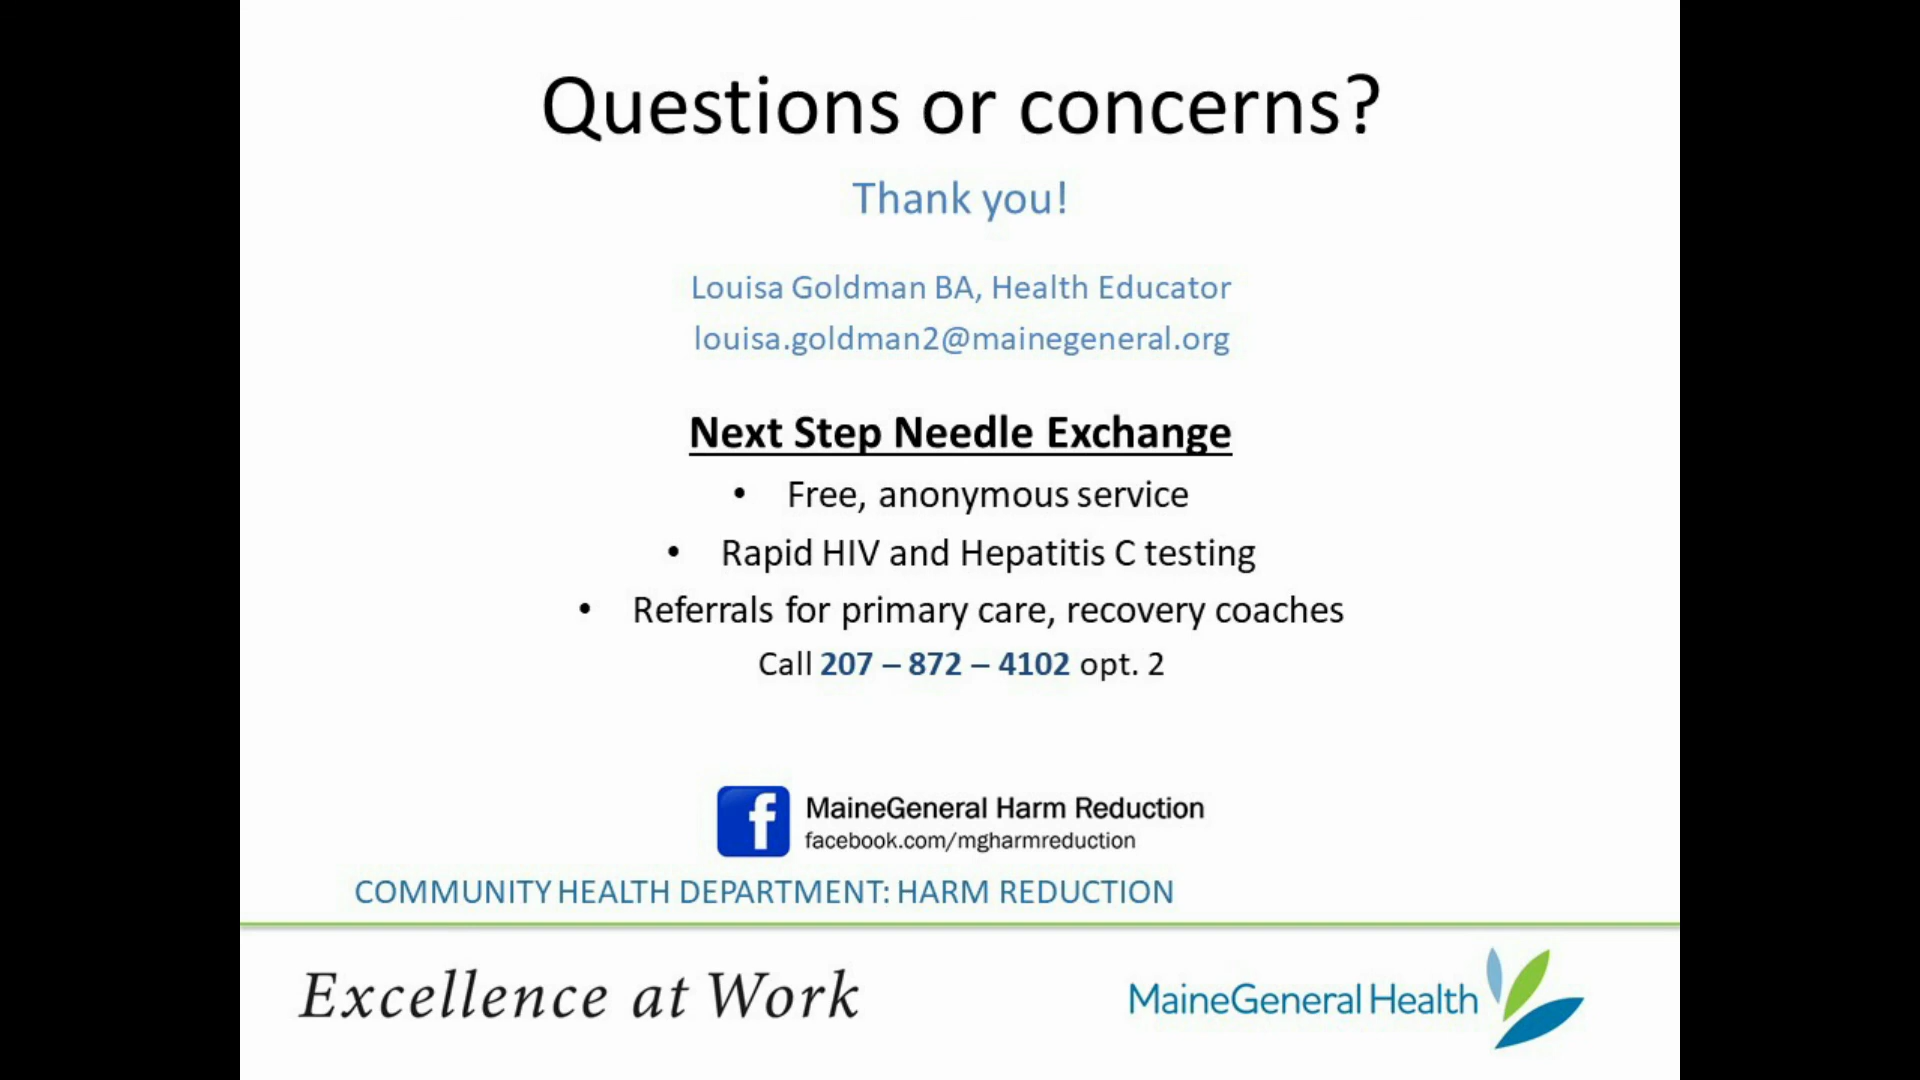 Questions or concerns?
Thank you!
Louisa Goldman BA, Health Educator
louisa.goldman2@mainegeneral.org
Next Step Needle Exchange
• Free, anonymous service
• Rapid HIV and Hepatitis C testing
• Referrals for primary care, recovery coaches
Call 207 – 872 – 4102 opt. 2
f MaineGeneral Harm Reduction
facebook.com/mgharmreduction
COMMUNITY HEALTH DEPARTMENT: HARM REDUCTION
Excellence at Work
MaineGeneral Health